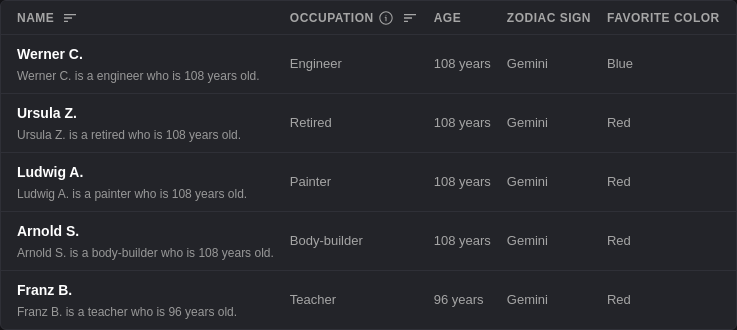 NAME OCCUPATION AGE ZODIAC SIGN FAVORITE COLOR
Werner C.
Werner C. is a engineer who is 108 years old.
Engineer 108 years Gemini Blue
Ursula Z.
Ursula Z. is a retired who is 108 years old.
Retired 108 years Gemini Red
Ludwig A.
Ludwig A. is a painter who is 108 years old.
Painter 108 years Gemini Red
Arnold S.
Arnold S. is a body-builder who is 108 years old.
Body-builder 108 years Gemini Red
Franz B.
Franz B. is a teacher who is 96 years old.
Teacher 96 years Gemini Red